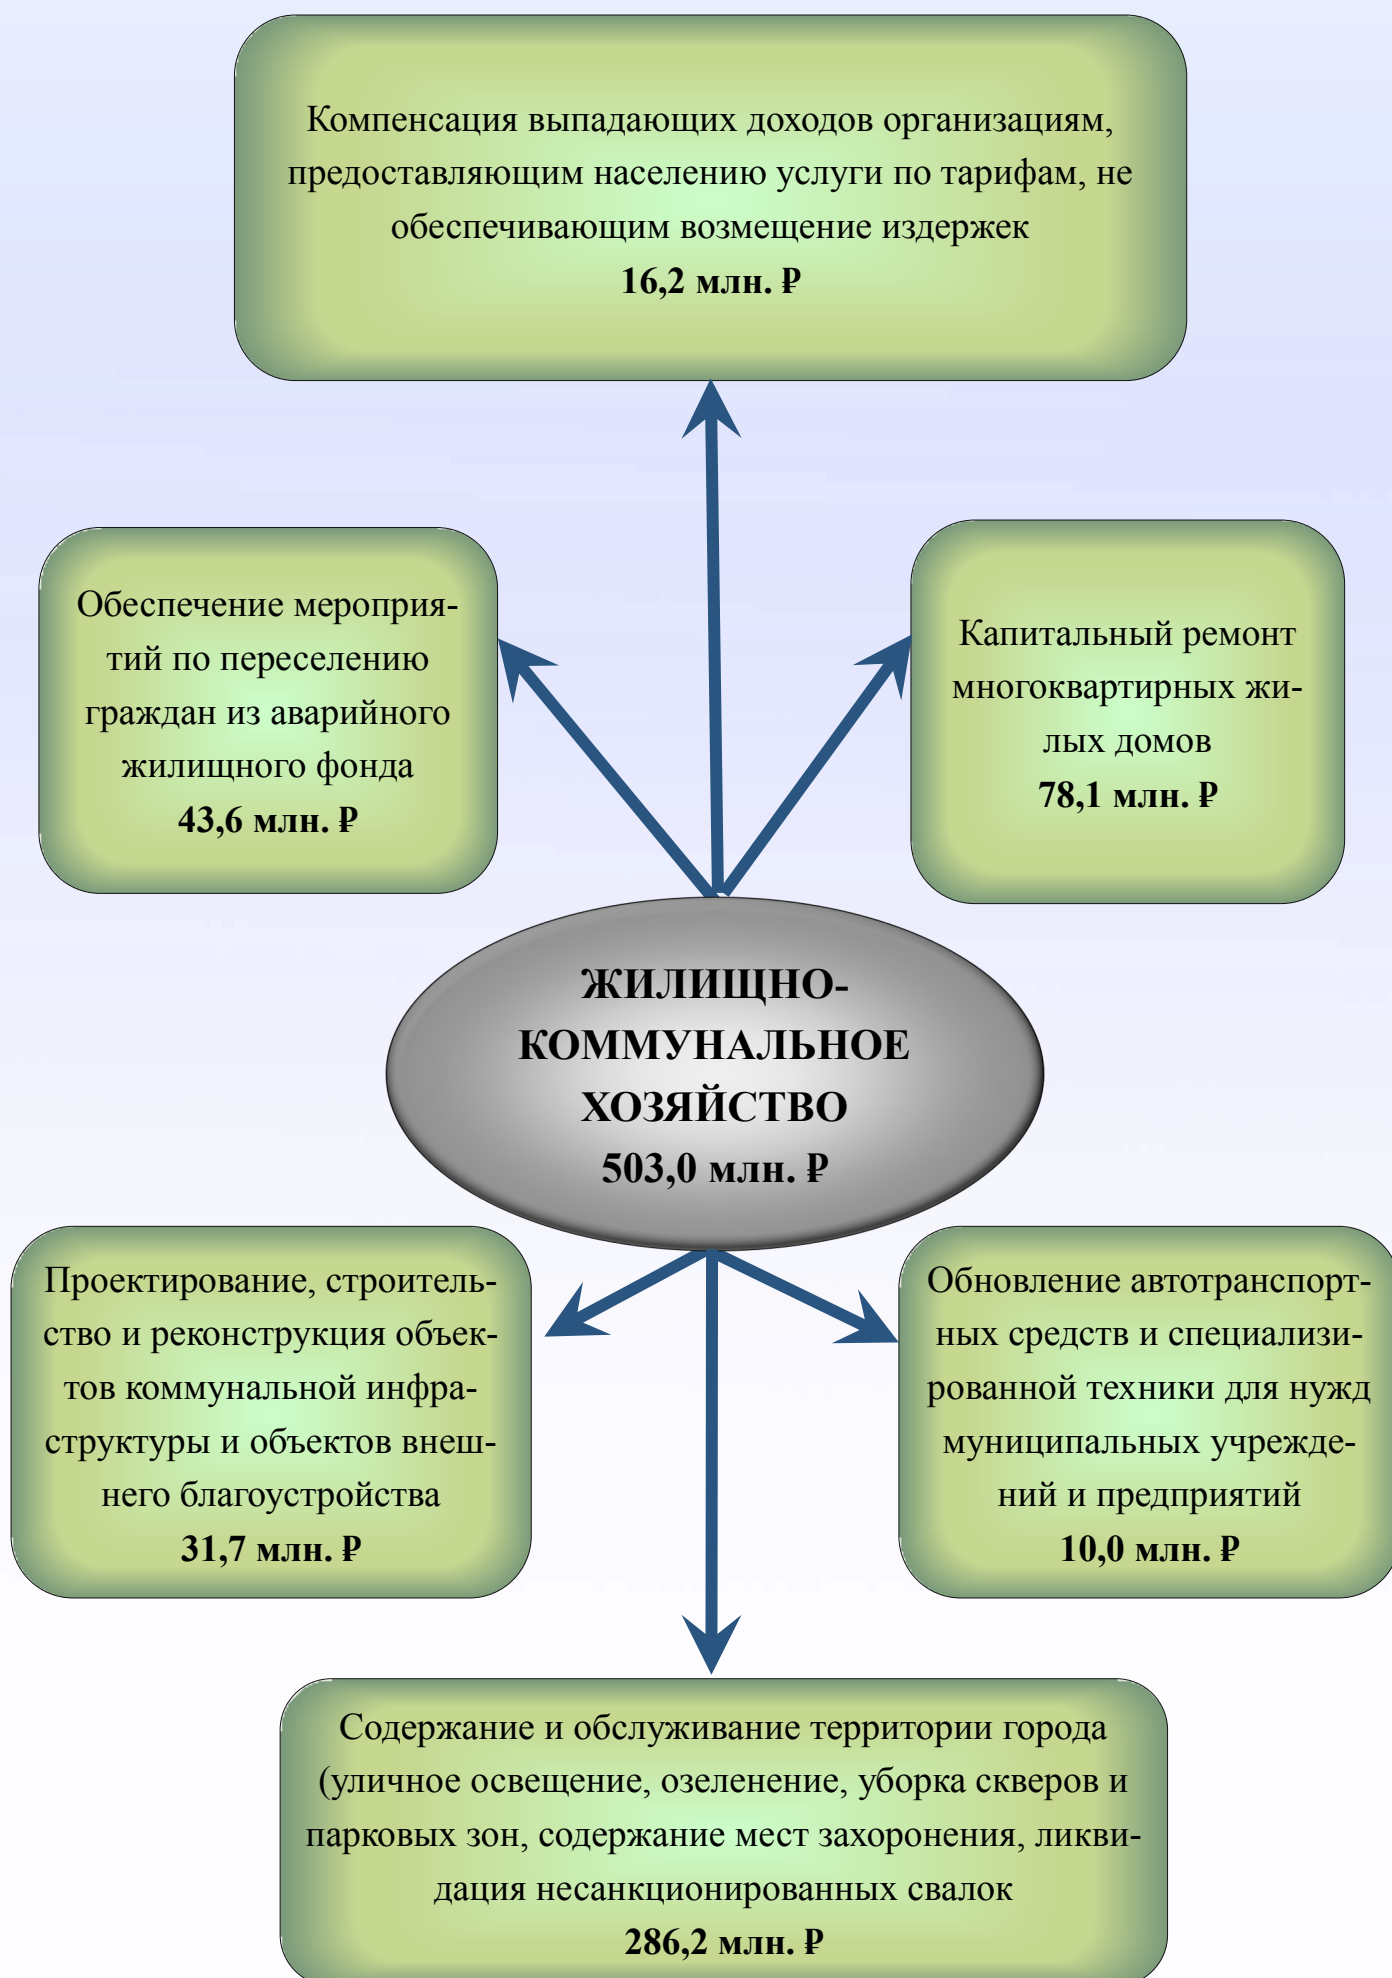 Компенсация выпадающих доходов организациям,
предоставляющим населению услуги по тарифам, не
обеспечивающим возмещение издержек
16,2 млн. ₽
Обеспечение мероприя-
тий по переселению
граждан из аварийного
жилищного фонда
43,6 млн. ₽
Капитальный ремонт
многоквартирных жи-
лых домов
78,1 млн. ₽
ЖИЛИЩНО-
КОММУНАЛЬНОЕ
ХОЗЯЙСТВО
503,0 млн. ₽
Проектирование, строитель-
ство и реконструкция объек-
тов коммунальной инфра-
структуры и объектов внеш-
него благоустройства
31,7 млн. ₽
Обновление автотранспорт-
ных средств и специализи-
рованной техники для нужд
муниципальных учрежде-
ний и предприятий
10,0 млн. ₽
Содержание и обслуживание территории города
(уличное освещение, озеленение, уборка скверов и
парковых зон, содержание мест захоронения, ликви-
дация несанкционированных свалок
286,2 млн. ₽